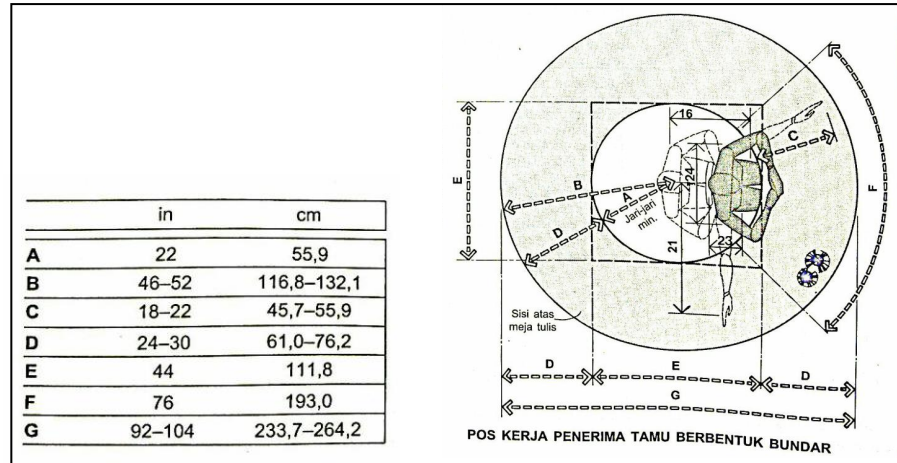 in cm
A 22 55,9
B 46–52 116,8–132,1
C 18–22 45,7–55,9
D 24–30 61,0–76,2
E 44 111,8
F 76 193,0
G 92–104 233,7–264,2
16
C
E
B
124
F
A
Jari-jari
min.
D
23
21
Sisi atas
meja tulis
D E D
G
POS KERJA PENERIMA TAMU BERBENTUK BUNDAR